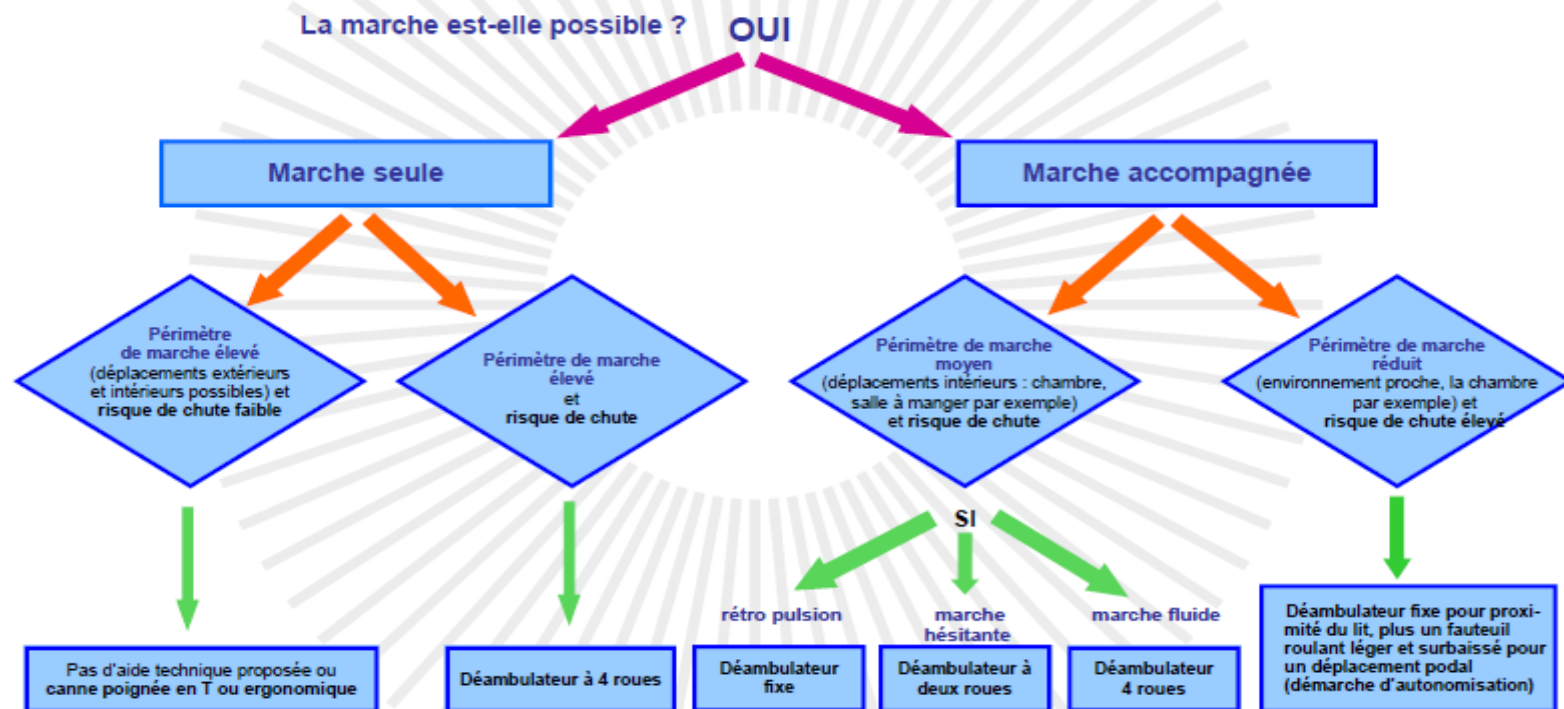 La marche est-elle possible ?
OUI
Marche seule
Marche accompagnée
Périmètre
de marche élevé
(déplacements extérieurs
et intérieurs possibles) et
risque de chute faible
Périmètre de marche
élevé
et
risque de chute
Périmètre de marche
moyen
(déplacements intérieurs : chambre,
salle à manger par exemple)
et risque de chute
Périmètre de marche
réduit
(environnement proche, la chambre
par exemple) et
risque de chute élevé
SI
rétro pulsion
marche
hésitante
marche fluide
Pas d'aide technique proposée ou
canne poignée en T ou ergonomique
Déambulateur à 4 roues
Déambulateur
fixe
Déambulateur à
deux roues
Déambulateur
4 roues
Déambulateur fixe pour proxi-
mité du lit, plus un fauteuil
roulant léger et surbaissé pour
un déplacement podal
(démarche d'autonomisation)